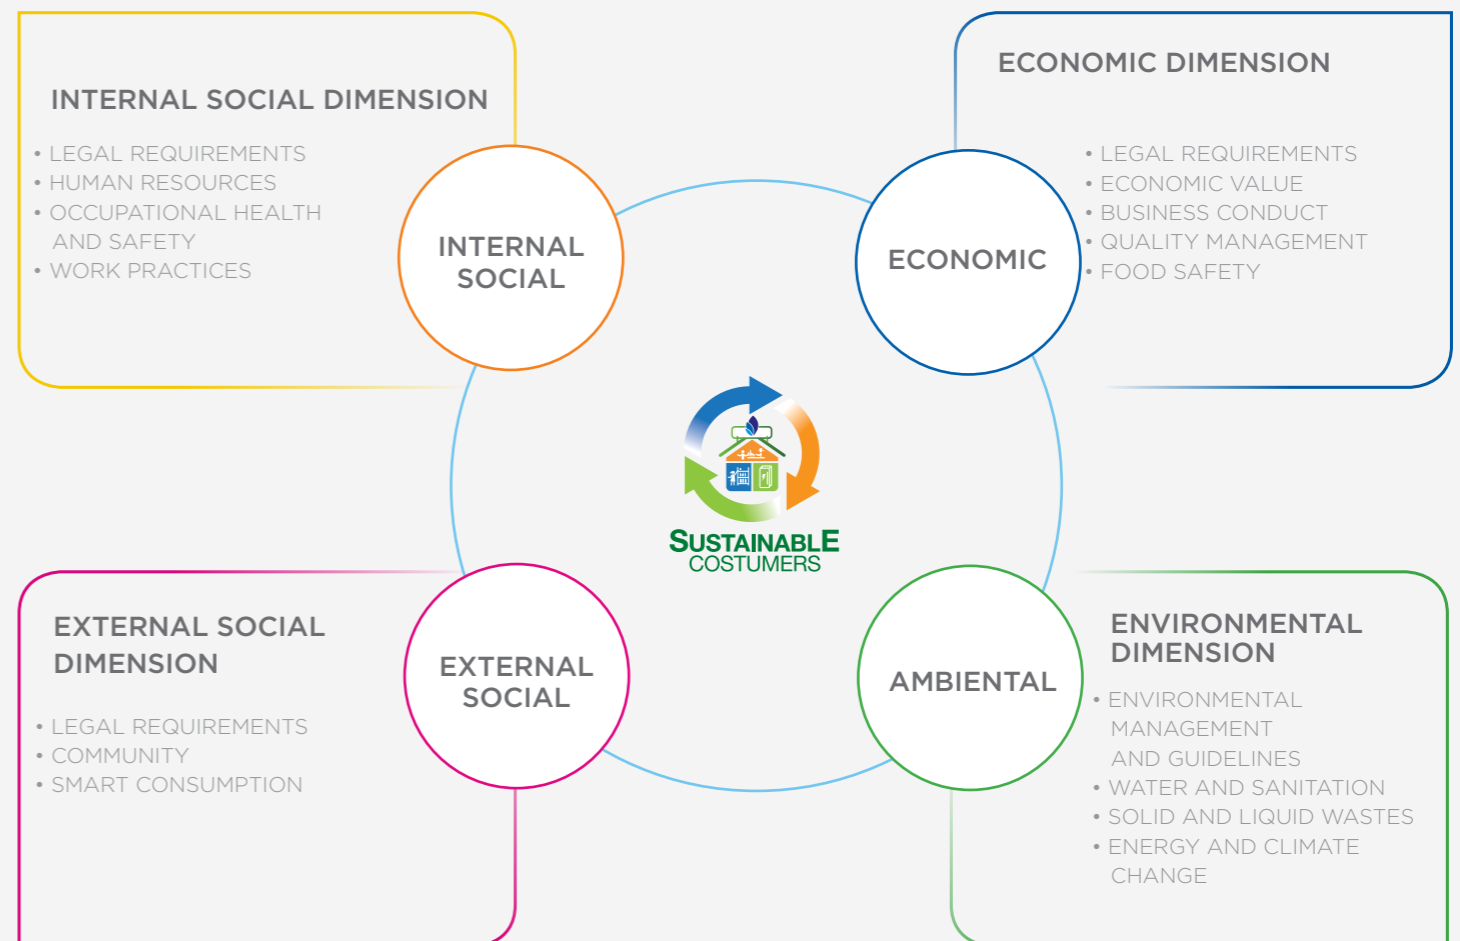 INTERNAL SOCIAL DIMENSION
• LEGAL REQUIREMENTS
• HUMAN RESOURCES
• OCCUPATIONAL HEALTH
AND SAFETY
• WORK PRACTICES
INTERNAL
SOCIAL
ECONOMIC DIMENSION
• LEGAL REQUIREMENTS
• ECONOMIC VALUE
• BUSINESS CONDUCT
• QUALITY MANAGEMENT
• FOOD SAFETY
ECONOMIC
SUSTAINABLE
COSTUMERS
EXTERNAL SOCIAL
DIMENSION
• LEGAL REQUIREMENTS
• COMMUNITY
• SMART CONSUMPTION
EXTERNAL
SOCIAL
AMBIENTAL
ENVIRONMENTAL
DIMENSION
• ENVIRONMENTAL
MANAGEMENT
AND GUIDELINES
• WATER AND SANITATION
• SOLID AND LIQUID WASTES
• ENERGY AND CLIMATE
CHANGE